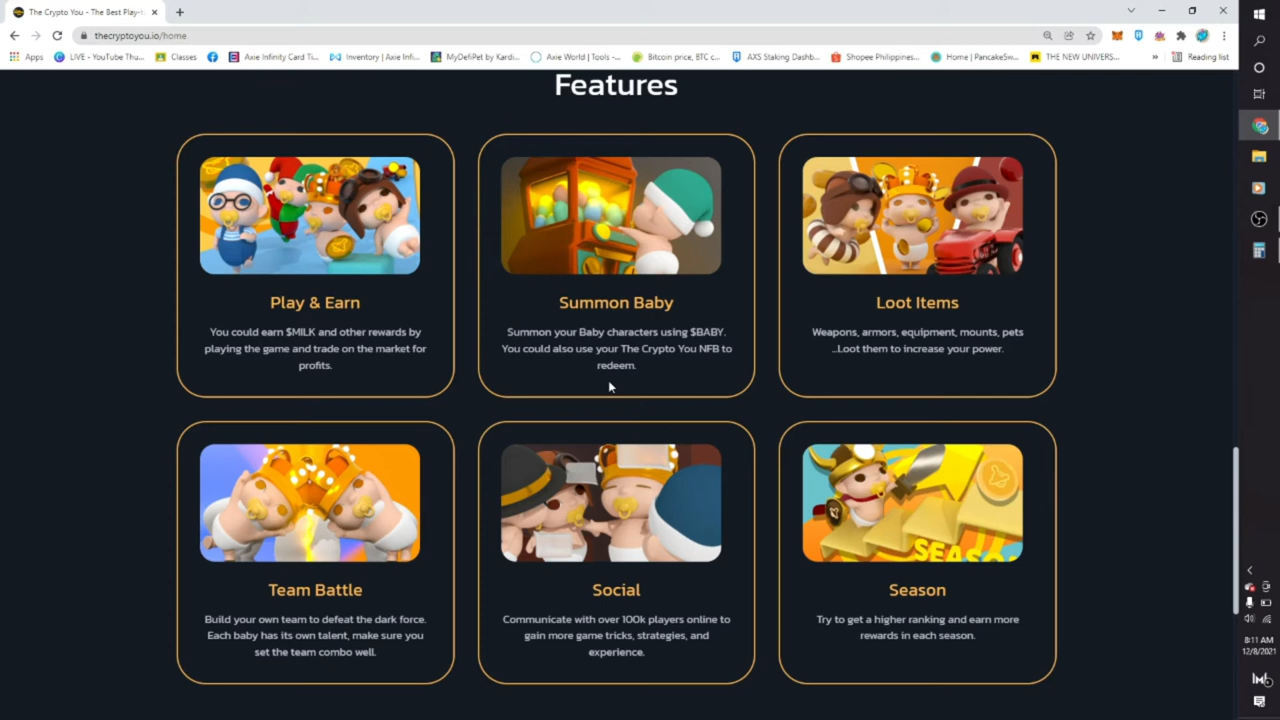 The Crypto You - The Best Play-t
thecryptoyou.io/home
Apps
LIVE - YouTube Thu...
Classes
Axie Infinity Card Ti...
Inventory | Axie Infi...
MyDefiPet by Kardi...
Axie World | Tools -...
Bitcoin price, BTC c...
AXS Staking Dashb...
Shopee Philippines...
Home | PancakeSw...
THE NEW UNIVERS...
»
Reading list
Features
Play & Earn
You could earn $MILK and other rewards by
playing the game and trade on the market for
profits.
Summon Baby
Summon your Baby characters using $BABY.
You could also use your The Crypto You NFB to
redeem.
Loot Items
Weapons, armors, equipment, mounts, pets
...Loot them to increase your power.
Team Battle
Build your own team to defeat the dark force.
Each baby has its own talent, make sure you
set the team combo well.
Social
Communicate with over 100k players online to
gain more game tricks, strategies, and
experience.
SEASON
Season
Try to get a higher ranking and earn more
rewards in each season.
8:11 AM
12/8/2021